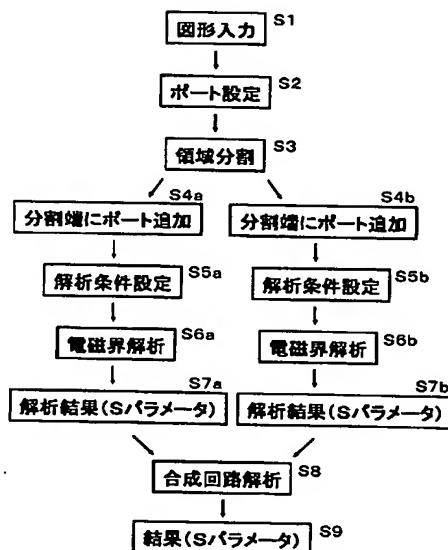 図形入力 S1
ポート設定 S2
領域分割 S3
S4a S4b
分割端にポート追加 分割端にポート追加
解析条件設定 S5a 解析条件設定 S5b
電磁界解析 S6a 電磁界解析 S6b
S7a S7b
解析結果(Sパラメータ) 解析結果(Sパラメータ)
合成回路解析 S8
結果(Sパラメータ) S9